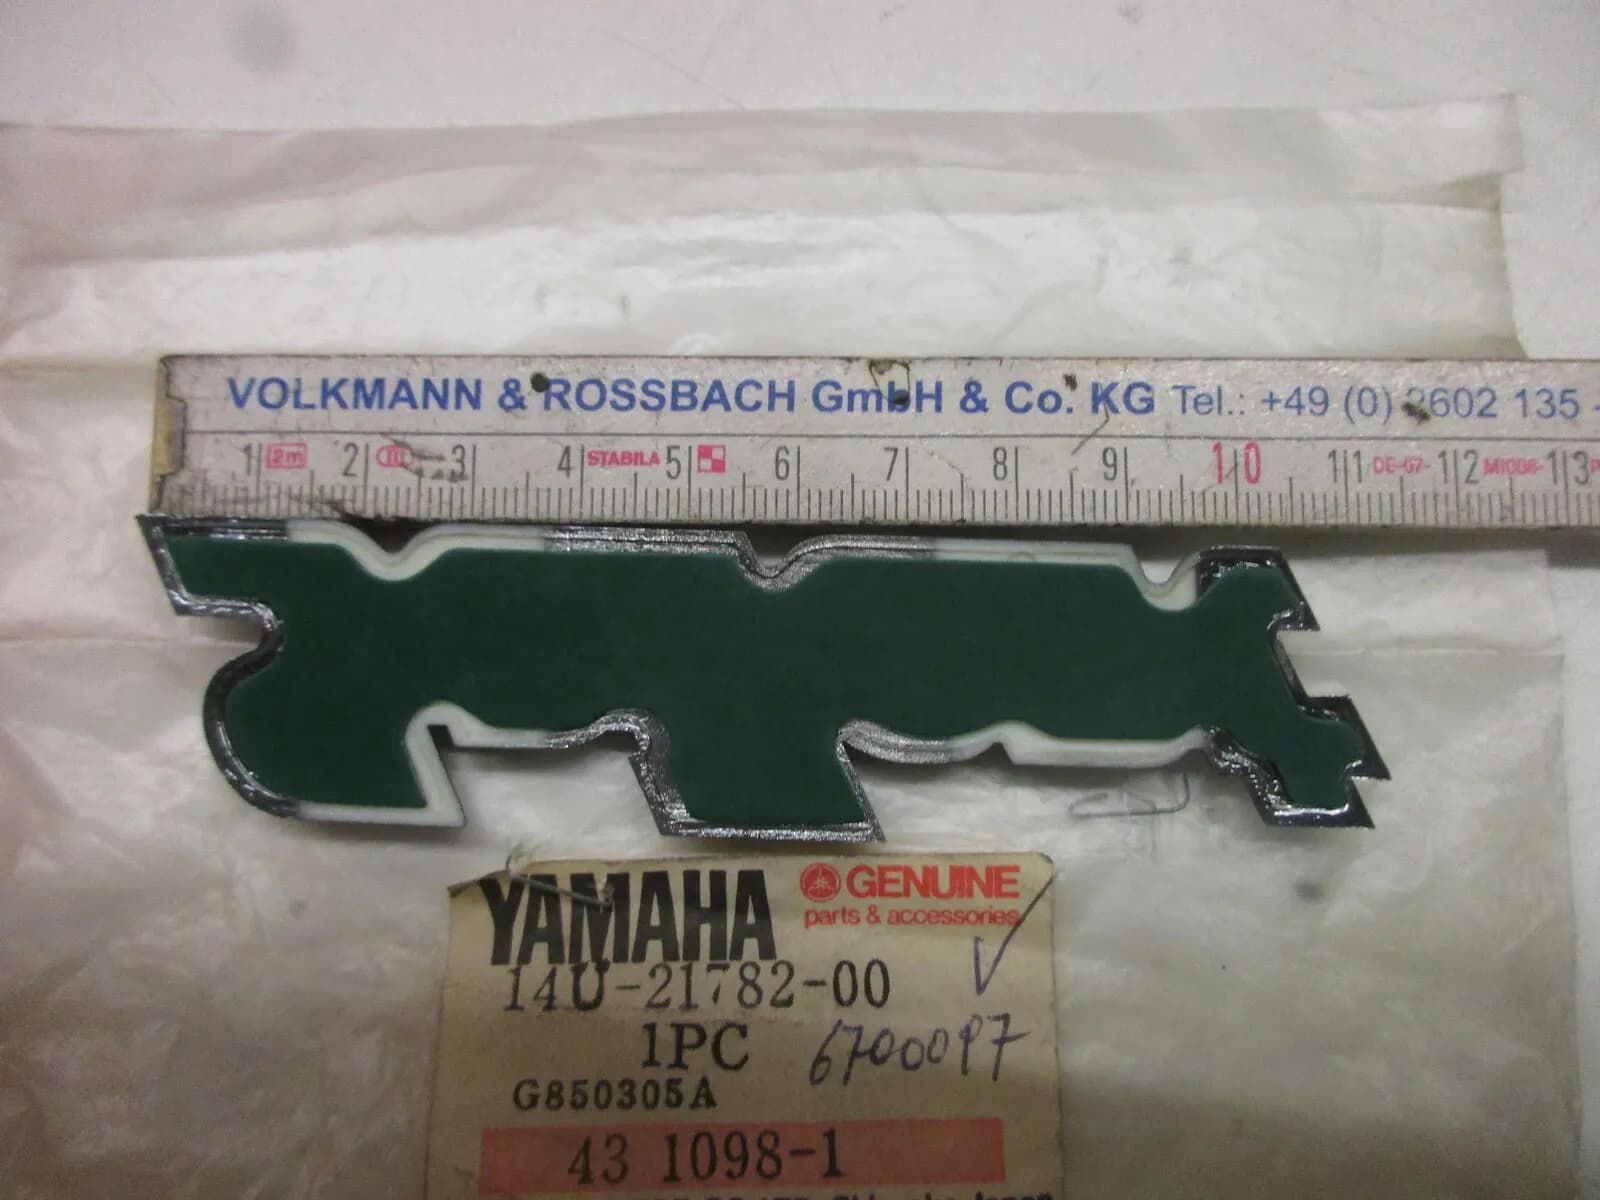 VOLKMANN & ROSSBACH GmbH & Co. KG Tel.: +49 (0) 2602 135 -
1 2m 2 III 3 4 STABILA 5 6 7 8 9 10 11 DE-07- 12 13
YAMAHA GENUINE
parts & accessories
14U-21782-00
1PC 6700097
G850305A
43 1098-1